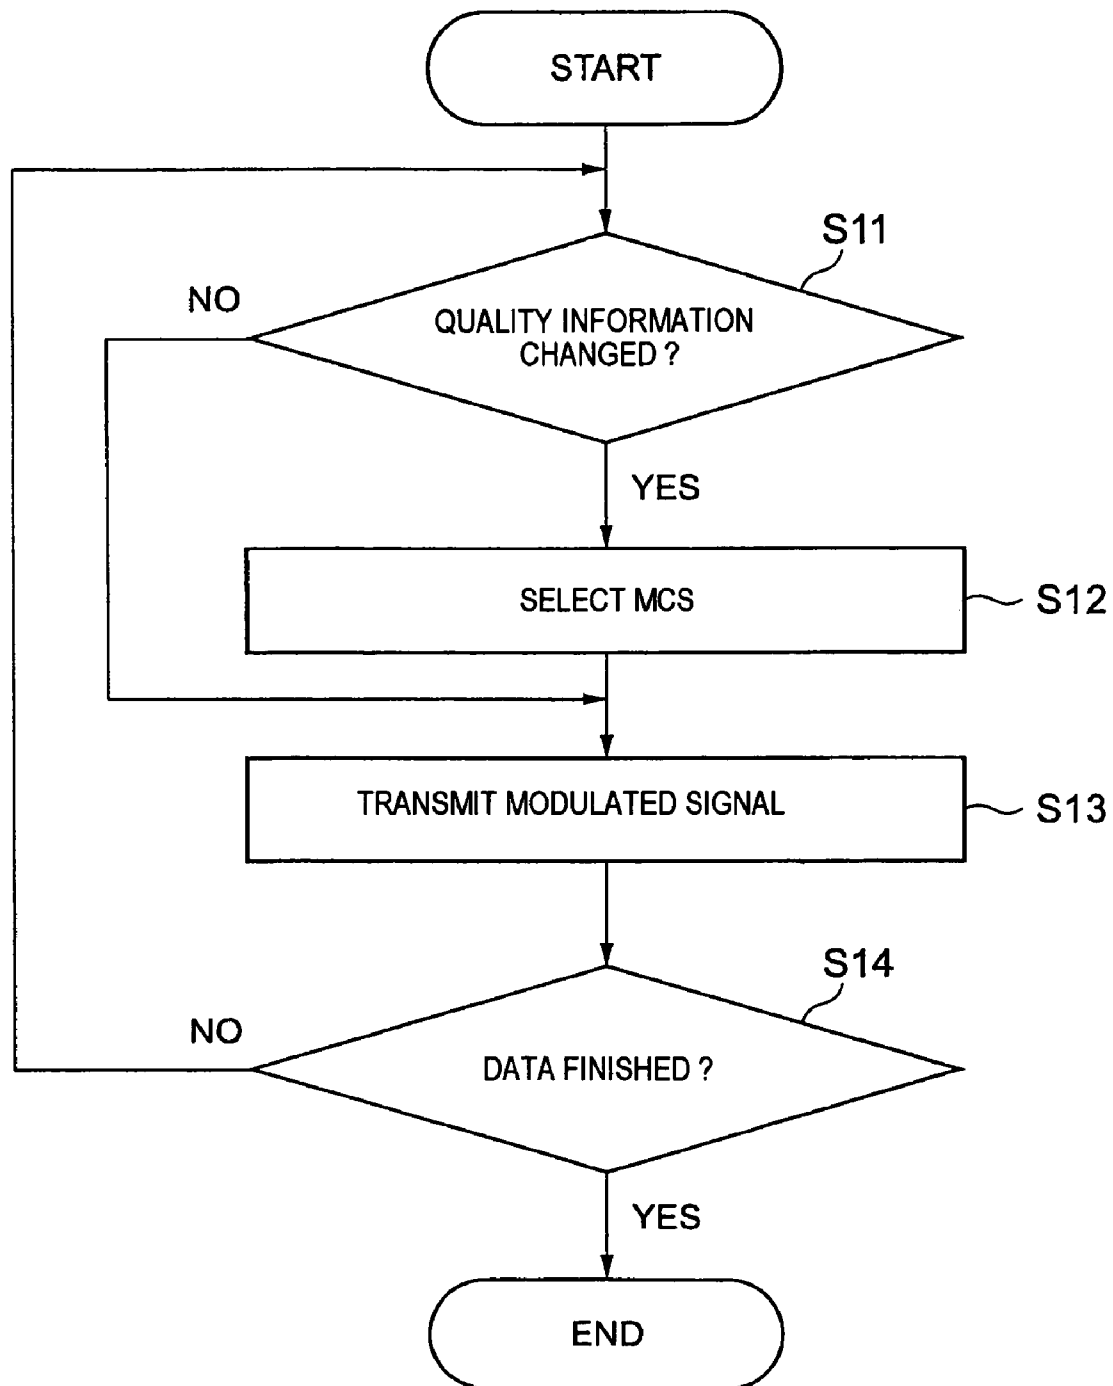 START
S11
NO
QUALITY INFORMATION
CHANGED ?
YES
SELECT MCS
S12
TRANSMIT MODULATED SIGNAL
S13
S14
NO
DATA FINISHED ?
YES
END